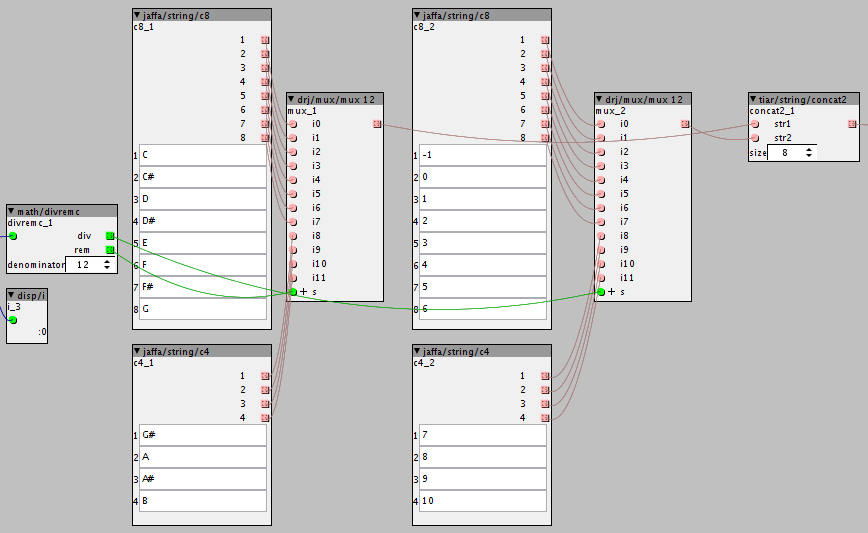 jaffa/string/c8
c8_1
1
2
3
4
5
6
7
8
1 C
2 C#
3 D
4 D#
5 E
6 F
7 F#
8 G
drj/mux/mux 12
mux_1
i0
i1
i2
i3
i4
i5
i6
i7
i8
i9
i10
i11
+ s
jaffa/string/c8
c8_2
1
2
3
4
5
6
7
8
1 -1
2 0
3 1
4 2
5 3
6 4
7 5
8 6
drj/mux/mux 12
mux_2
i0
i1
i2
i3
i4
i5
i6
i7
i8
i9
i10
i11
+ s
tiar/string/concat2
concat2_1
str1
str2
size 8
math/divremc
divremc_1
div
rem
denominator 12
disp/i
i_3
:0
jaffa/string/c4
c4_1
1
2
3
4
1 G#
2 A
3 A#
4 B
jaffa/string/c4
c4_2
1
2
3
4
1 7
2 8
3 9
4 10